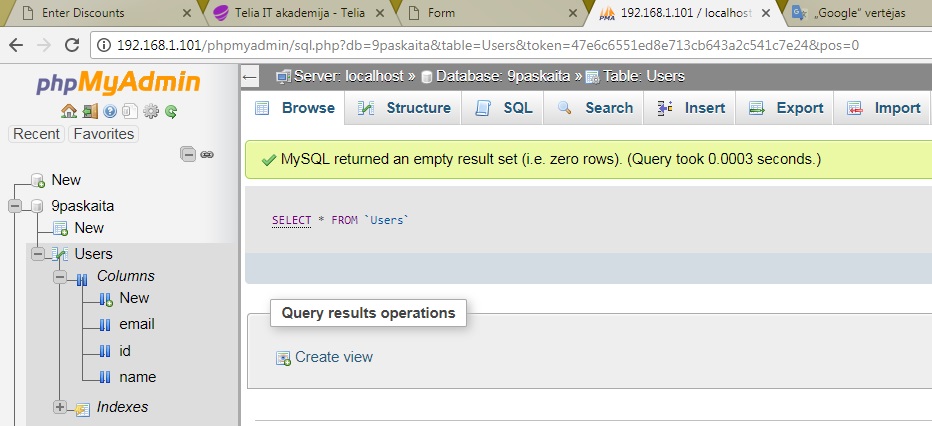 Enter Discounts
Telia IT akademija - Telia
Form
192.168.1.101 / localhost
„Google“ vertėjas
192.168.1.101/phpmyadmin/sql.php?db=9paskaita&table=Users&token=47e6c6551ed8e713cb643a2c541c7e24&pos=0
phpMyAdmin
Recent
Favorites
New
9paskaita
New
Users
Columns
New
email
id
name
Indexes
Server: localhost » Database: 9paskaita » Table: Users
Browse
Structure
SQL
Search
Insert
Export
Import
MySQL returned an empty result set (i.e. zero rows). (Query took 0.0003 seconds.)
SELECT * FROM `Users`
Query results operations
Create view